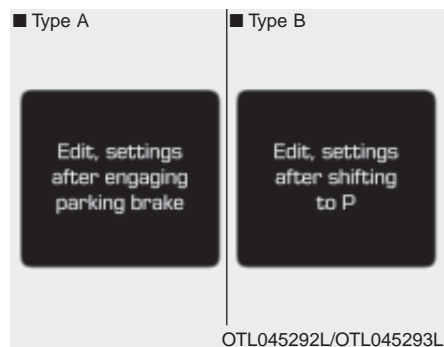 ■ Type A
Edit, settings
after engaging
parking brake
■ Type B
Edit, settings
after shifting
to P
OTL045292L/OTL045293L